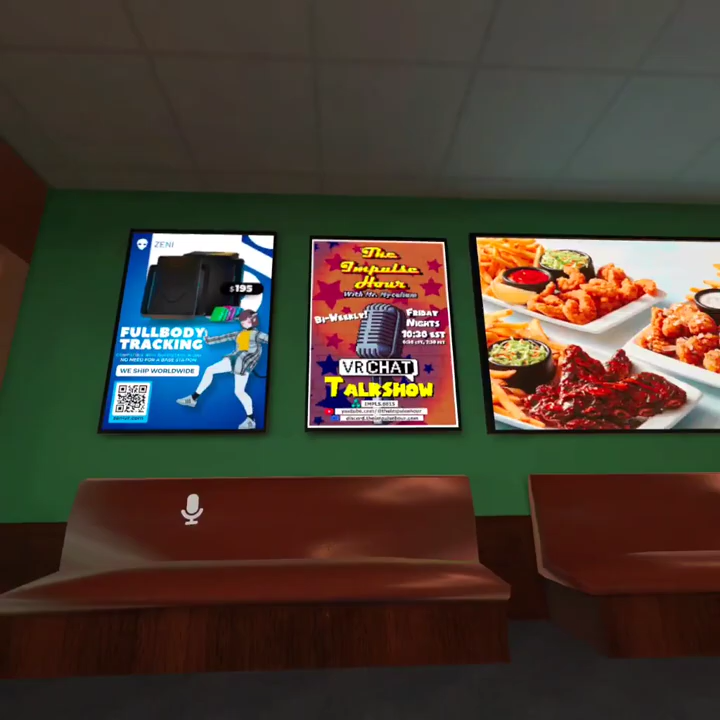 ZENI
$195
FULLBODY
TRACKING
NO NEED FOR A BASE STATION
WE SHIP WORLDWIDE
The
Impulse
Hour
Bi-Weekly!
Friday
Nights
10:30 EST
VRCHAT
TALKSHOW